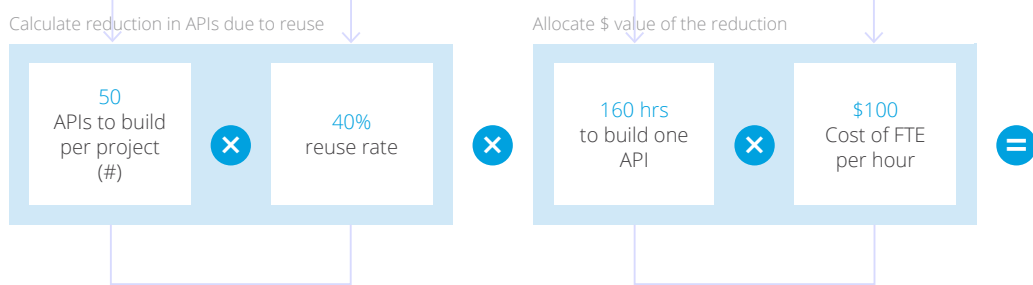 Calculate reduction in APIs due to reuse
50
APIs to build
per project
(#)
×
40%
reuse rate
×
Allocate $ value of the reduction
160 hrs
to build one
API
×
$100
Cost of FTE
per hour
=